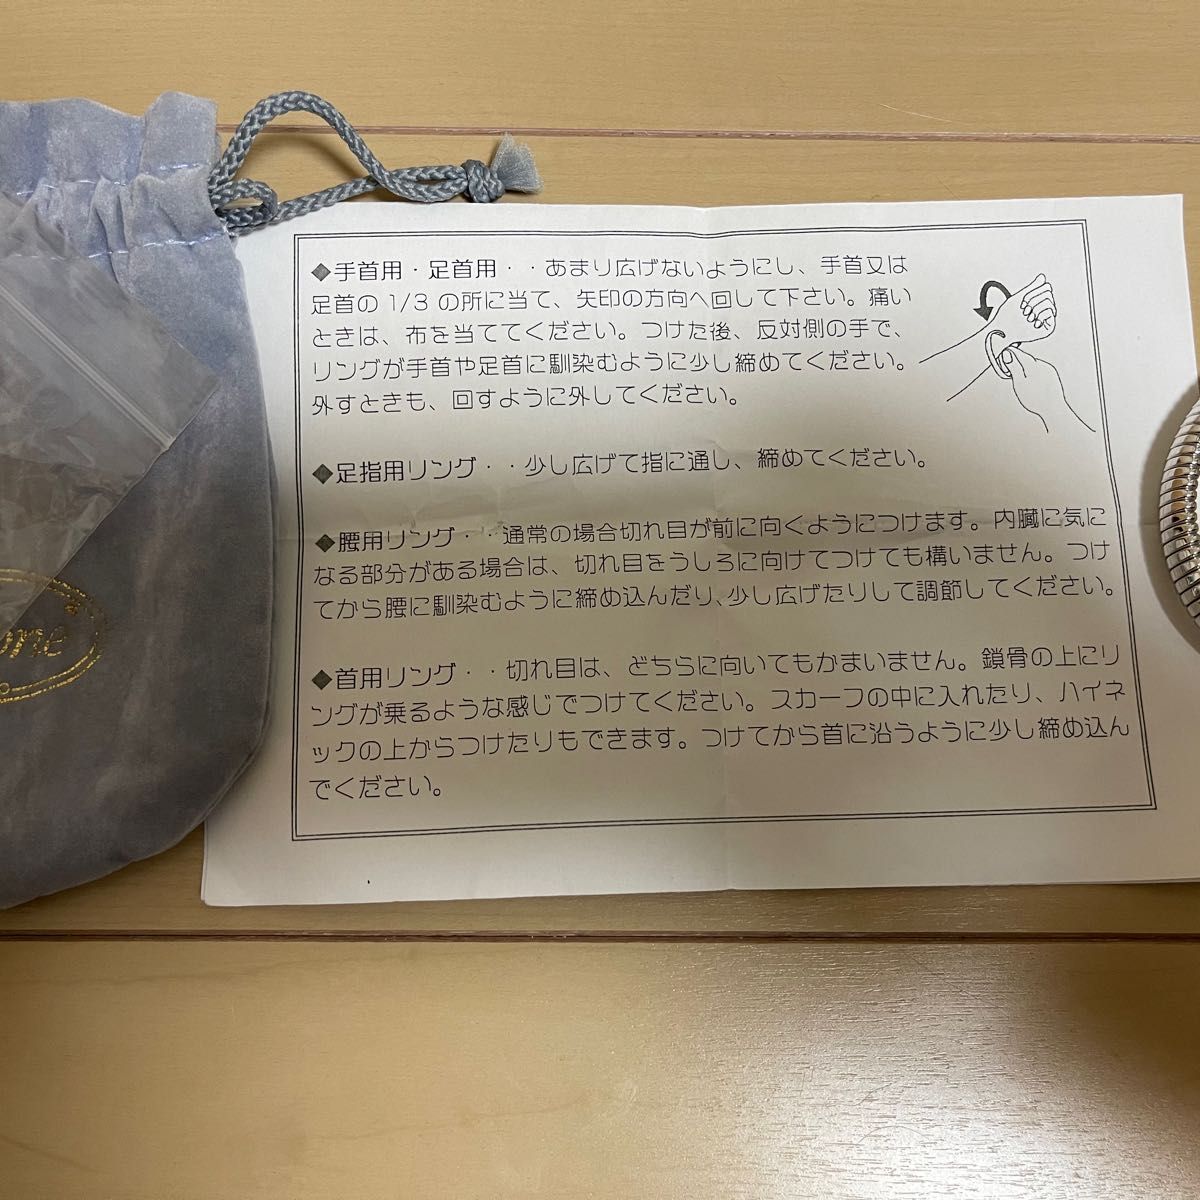 ◆手首用・足首用・・あまり広げないようにし、手首又は
足首の1/3の所に当て、矢印の方向へ回して下さい。痛い
ときは、布を当ててください。つけた後、反対側の手で、
リングが手首や足首に馴染むように少し締めてください。
外すときも、回すように外してください。
◆足指用リング・・少し広げて指に通し、締めてください。
◆腰用リング・・通常の場合切れ目が前に向くようにつけます。内臓に気に
なる部分がある場合は、切れ目をうしろに向けてつけても構いません。つけ
てから腰に馴染むように締め込んだり、少し広げたりして調節してください。
◆首用リング・・切れ目は、どちらに向いてもかまいません。鎖骨の上にリ
ングが乗るような感じでつけてください。スカーフの中に入れたり、ハイネ
ックの上からつけたりもできます。つけてから首に沿うように少し締め込ん
でください。
one